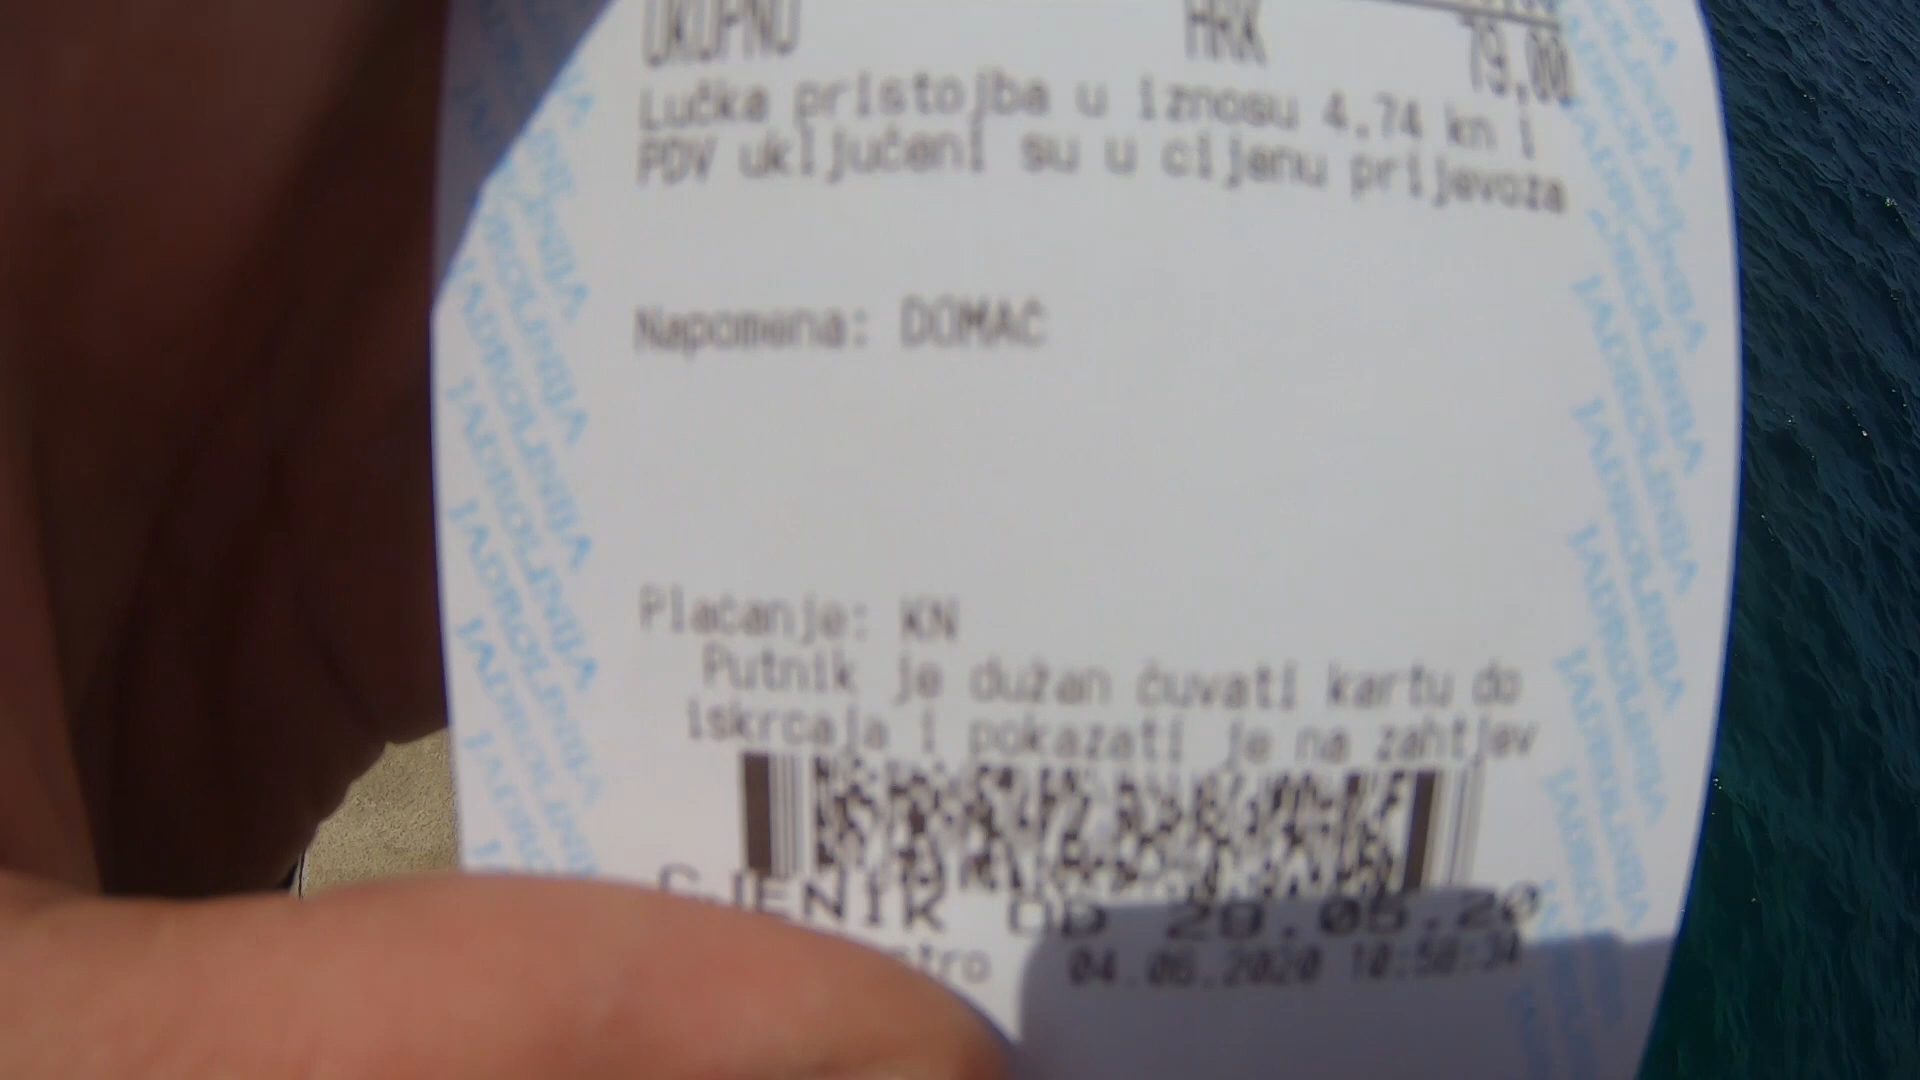 UKUPNO HRK 79,00
Lučka pristojba u iznosu 4.74 kn i
PDV uključeni su u cijenu prijevoza
Napomena: DOMAĆ
Plaćanje: KN
Putnik je dužan čuvati kartu do
iskrcaja i pokazati je na zahtjev
CJENIK OD 20.05.20
04.06.2020 10:50:34
JADROLINIJA